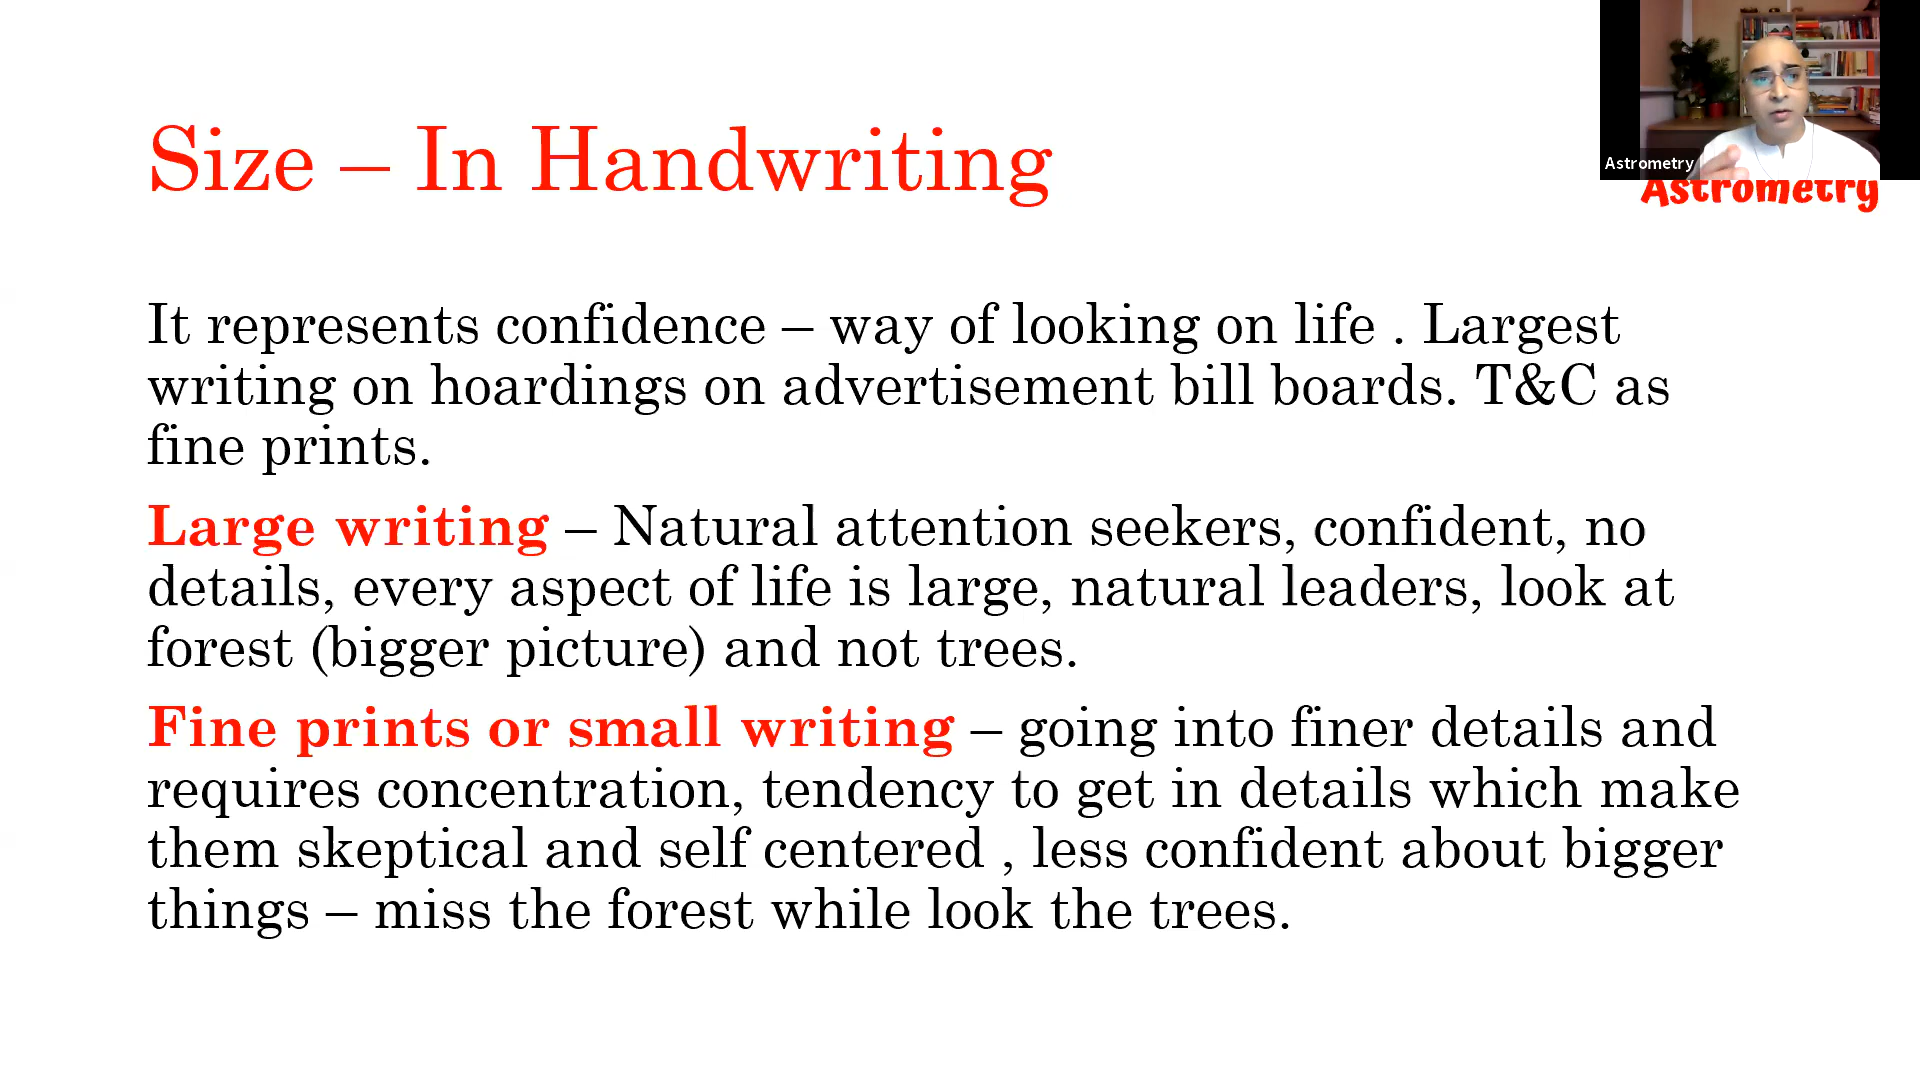 Size – In Handwriting
Astrometry
Astrometry
It represents confidence – way of looking on life . Largest
writing on hoardings on advertisement bill boards. T&C as
fine prints.
Large writing – Natural attention seekers, confident, no
details, every aspect of life is large, natural leaders, look at
forest (bigger picture) and not trees.
Fine prints or small writing – going into finer details and
requires concentration, tendency to get in details which make
them skeptical and self centered , less confident about bigger
things – miss the forest while look the trees.